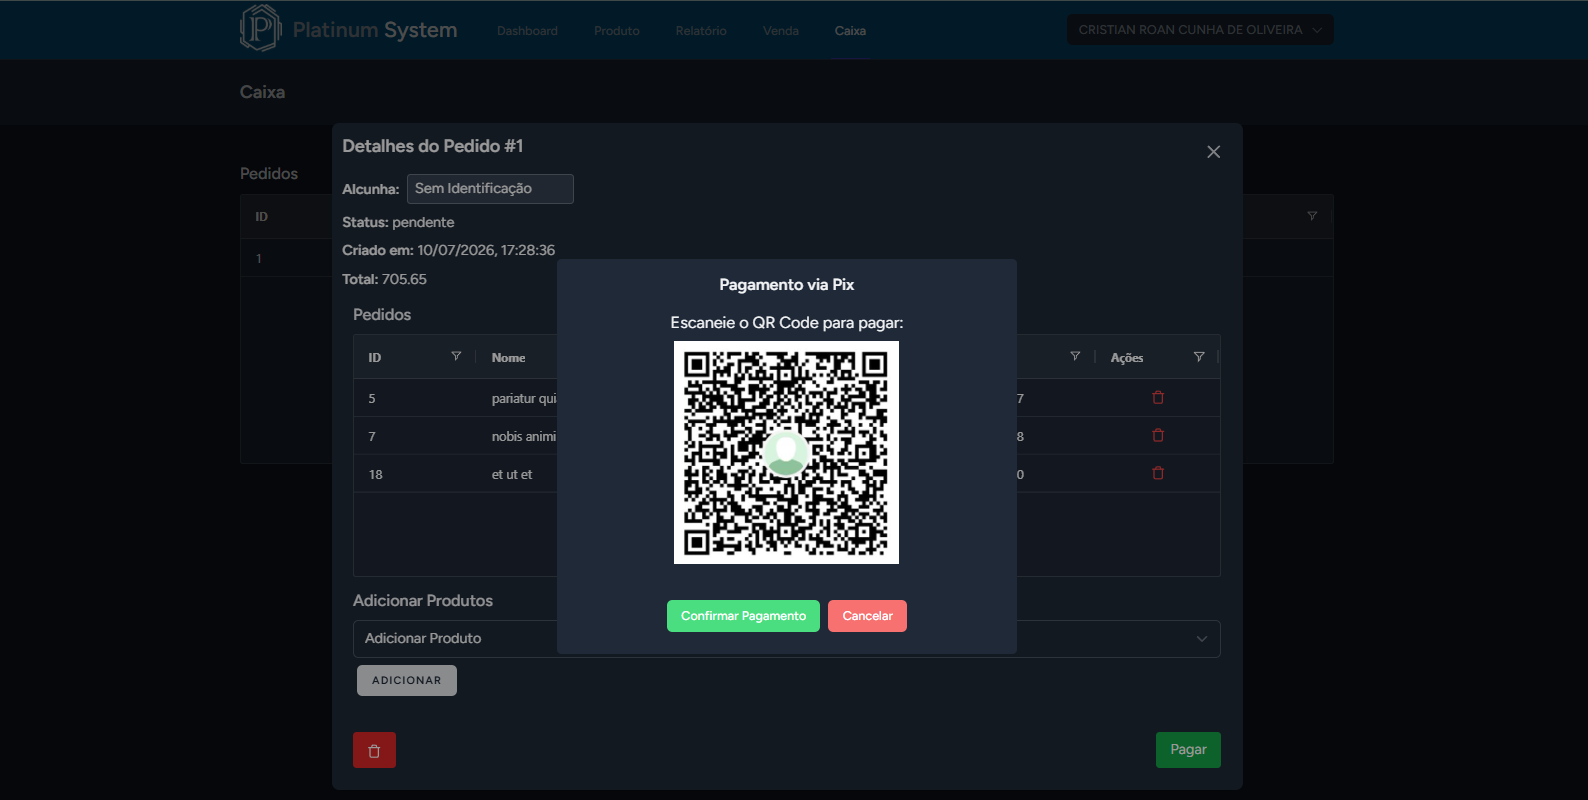 Platinum System
Dashboard
Produto
Relatório
Venda
Caixa
CRISTIAN ROAN CUNHA DE OLIVEIRA
Caixa
Detalhes do Pedido #1
Alcunha: Sem Identificação
Status: pendente
Criado em: 10/07/2026, 17:28:36
Total: 705.65
Pedidos
ID
1
Pedidos
ID Nome Ações
5 pariatur qui 7
7 nobis animi 8
18 et ut et 0
Pagamento via Pix
Escaneie o QR Code para pagar:
Confirmar Pagamento
Cancelar
Adicionar Produtos
Adicionar Produto
ADICIONAR
Pagar